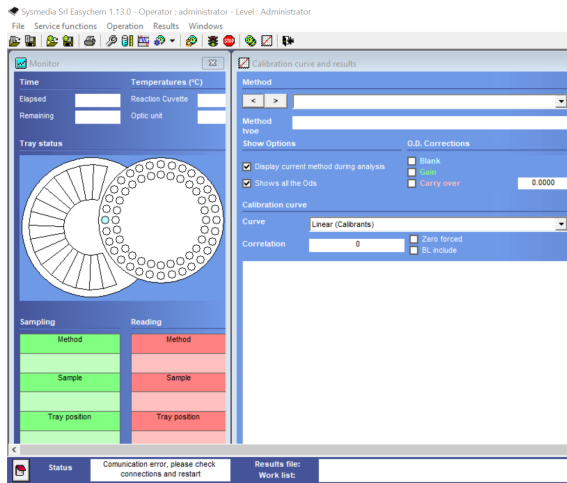 Sysmedia Srl Easychem 1.13.0 - Operator : administrator - Level : Administrator
File Service functions Operation Results Windows
STOP
Monitor
Time Temperatures (°C)
Elapsed Reaction Cuvette
Remaining Optic unit
Tray status
Sampling Reading
Method Method
Sample Sample
Tray position Tray position
Calibration curve and results
Method
< >
Method
type
Show Options O.D. Corrections
Display current method during analysis Blank
Gain
Shows all the Ods Carry over 0.0000
Calibration curve
Curve Linear (Calibrants)
Correlation 0 Zero forced
BL include
Status Comunication error, please check
connections and restart
Results file:
Work list: